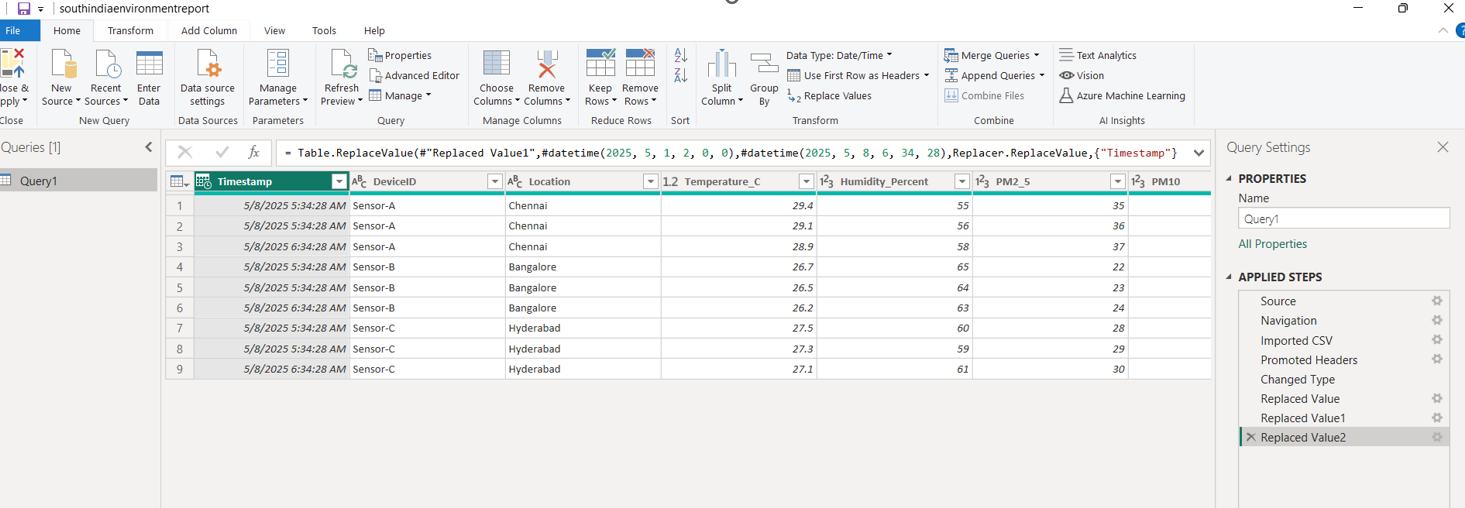 southindiaenvironmentreport
File Home Transform Add Column View Tools Help
New Source Recent Sources Enter Data
Data source settings
Manage Parameters
Refresh Preview
Properties
Advanced Editor
Manage
Choose Columns Remove Columns
Keep Rows Remove Rows
Split Column Group By
Data Type: Date/Time
Use First Row as Headers
Replace Values
Merge Queries
Append Queries
Combine Files
Text Analytics
Vision
Azure Machine Learning
Close New Query Data Sources Parameters Query Manage Columns Reduce Rows Sort Transform Combine AI Insights
Queries [1]
Query1
fx = Table.ReplaceValue(#"Replaced Value1",#datetime(2025, 5, 1, 2, 0, 0),#datetime(2025, 5, 8, 6, 34, 28),Replacer.ReplaceValue,{"Timestamp"}
Timestamp ABC DeviceID ABC Location 1.2 Temperature_C 123 Humidity_Percent 123 PM2_5 123 PM10
1 5/8/2025 5:34:28 AM Sensor-A Chennai 29.4 55 35
2 5/8/2025 5:34:28 AM Sensor-A Chennai 29.1 56 36
3 5/8/2025 6:34:28 AM Sensor-A Chennai 28.9 58 37
4 5/8/2025 5:34:28 AM Sensor-B Bangalore 26.7 65 22
5 5/8/2025 5:34:28 AM Sensor-B Bangalore 26.5 64 23
6 5/8/2025 6:34:28 AM Sensor-B Bangalore 26.2 63 24
7 5/8/2025 5:34:28 AM Sensor-C Hyderabad 27.5 60 28
8 5/8/2025 5:34:28 AM Sensor-C Hyderabad 27.3 59 29
9 5/8/2025 6:34:28 AM Sensor-C Hyderabad 27.1 61 30
Query Settings
PROPERTIES
Name
Query1
All Properties
APPLIED STEPS
Source
Navigation
Imported CSV
Promoted Headers
Changed Type
Replaced Value
Replaced Value1
Replaced Value2